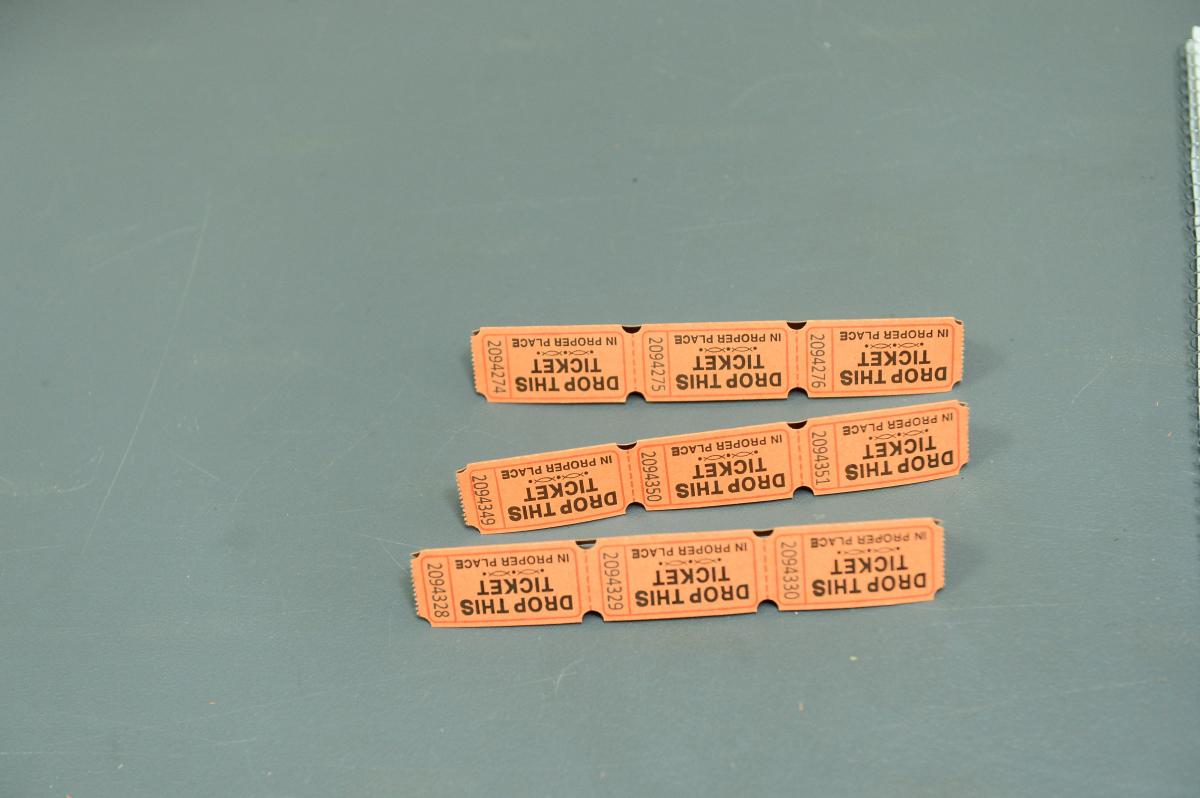 2094274
DROP THIS
TICKET
IN PROPER PLACE
2094275
DROP THIS
TICKET
IN PROPER PLACE
2094276
DROP THIS
TICKET
IN PROPER PLACE
2094349
DROP THIS
TICKET
IN PROPER PLACE
2094350
DROP THIS
TICKET
IN PROPER PLACE
2094351
DROP THIS
TICKET
IN PROPER PLACE
2094328
DROP THIS
TICKET
IN PROPER PLACE
2094329
DROP THIS
TICKET
IN PROPER PLACE
2094330
DROP THIS
TICKET
IN PROPER PLACE